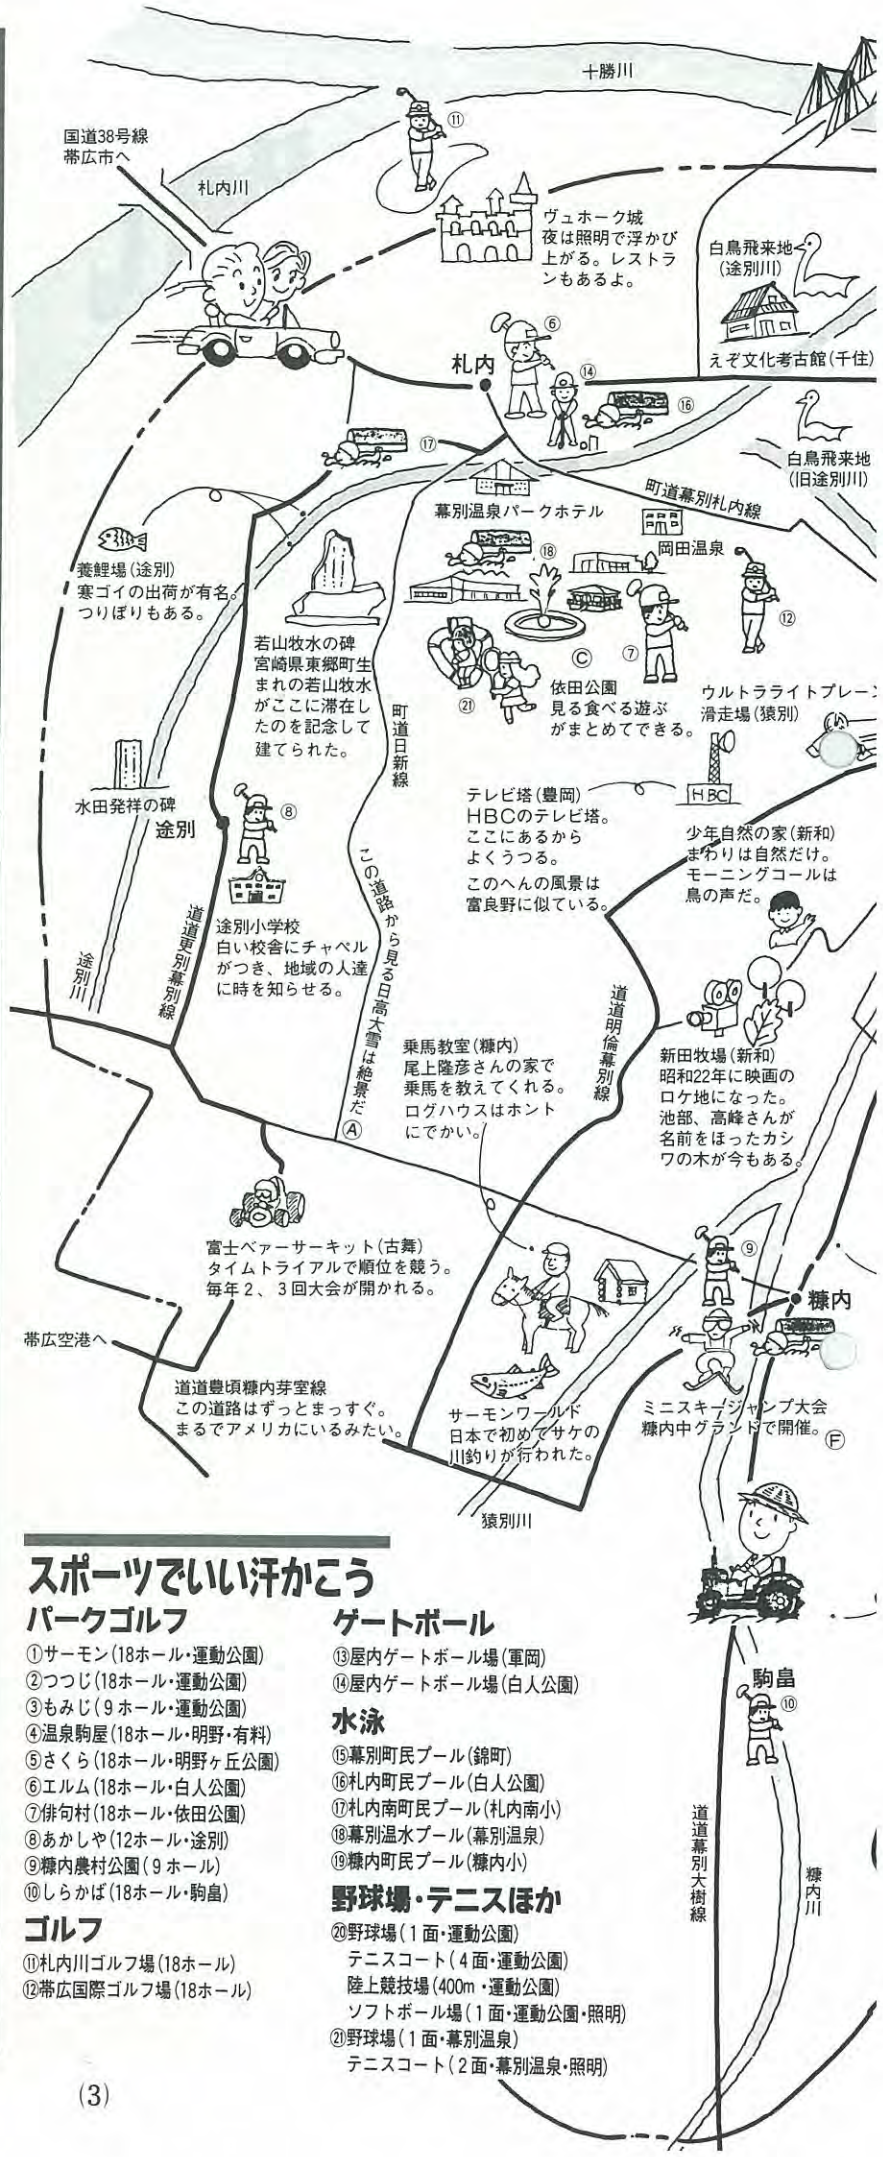 十勝川
⑪
国道38号線
帯広市へ
札内川
ヴュホーク城
夜は照明で浮かび
上がる。レストラ
ンもあるよ。
白鳥飛来地
(途別川)
えぞ文化考古館(千住)
⑥
札内
⑭
⑯
⑰
白鳥飛来地
(旧途別川)
幕別温泉パークホテル
町道幕別札内線
岡田温泉
養鯉場(途別)
寒ゴイの出荷が有名。
つりぼりもある。
⑱
⑫
若山牧水の碑
宮崎県東郷町生
まれの若山牧水
がここに滞在し
たのを記念して
建てられた。
Ⓒ
⑦
㉑
依田公園
見る食べる遊ぶ
がまとめてできる。
ウルトラライトプレーン
滑走場(猿別)
町道日新線
水田発祥の碑
途別
⑧
テレビ塔(豊岡)
HBCのテレビ塔。
ここにあるから
よくうつる。
HBC
このへんの風景は
富良野に似ている。
少年自然の家(新和)
まわりは自然だけ。
モーニングコールは
鳥の声だ。
途別小学校
白い校舎にチャペル
がつき、地域の人達
に時を知らせる。
途別川
道道更別幕別線
この道路から見る日高大雪は絶景だ
Ⓐ
道道明倫幕別線
乗馬教室(糠内)
尾上隆彦さんの家で
乗馬を教えてくれる。
ログハウスはホント
にでかい。
新田牧場(新和)
昭和22年に映画の
ロケ地になった。
池部、高峰さんが
名前をほったカシ
ワの木が今もある。
富士ベァーサーキット(古舞)
タイムトライアルで順位を競う。
毎年2、3回大会が開かれる。
⑨
糠内
帯広空港へ
道道豊頃糠内芽室線
この道路はずっとまっすぐ。
まるでアメリカにいるみたい。
サーモンワールド
日本で初めてサケの
川釣りが行われた。
ミニスキージャンプ大会
糠内中グランドで開催。
Ⓕ
猿別川
駒畠
⑩
道道幕別大樹線
糠内川
スポーツでいい汗かこう
パークゴルフ
①サーモン(18ホール・運動公園)
②つつじ(18ホール・運動公園)
③もみじ(9ホール・運動公園)
④温泉駒屋(18ホール・明野・有料)
⑤さくら(18ホール・明野ヶ丘公園)
⑥エルム(18ホール・白人公園)
⑦俳句村(18ホール・依田公園)
⑧あかしや(12ホール・途別)
⑨糠内農村公園(9ホール)
⑩しらかば(18ホール・駒畠)
ゴルフ
⑪札内川ゴルフ場(18ホール)
⑫帯広国際ゴルフ場(18ホール)
ゲートボール
⑬屋内ゲートボール場(軍岡)
⑭屋内ゲートボール場(白人公園)
水泳
⑮幕別町民プール(錦町)
⑯札内町民プール(白人公園)
⑰札内南町民プール(札内南小)
⑱幕別温水プール(幕別温泉)
⑲糠内町民プール(糠内小)
野球場・テニスほか
⑳野球場(1面・運動公園)
テニスコート(4面・運動公園)
陸上競技場(400m・運動公園)
ソフトボール場(1面・運動公園・照明)
㉑野球場(1面・幕別温泉)
テニスコート(2面・幕別温泉・照明)
(3)